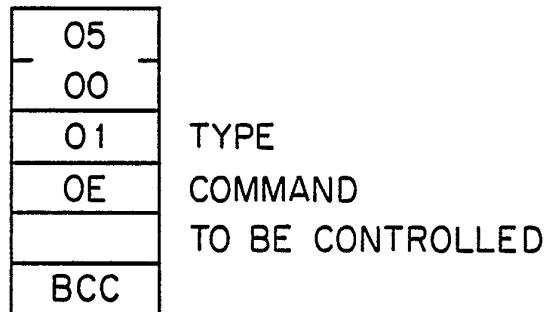 05
00
01 TYPE
0E COMMAND
TO BE CONTROLLED
BCC